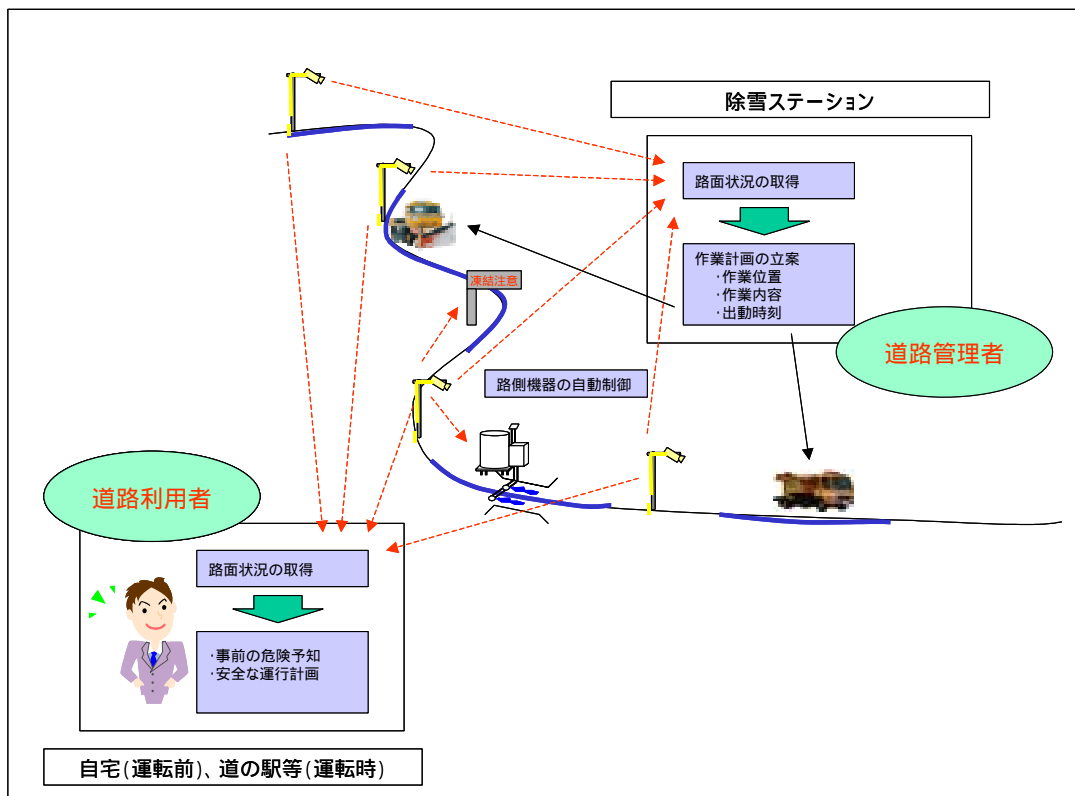 除雪ステーション
路面状況の取得
作業計画の立案
・作業位置
・作業内容
・出動時刻
道路管理者
凍結注意
路側機器の自動制御
道路利用者
路面状況の取得
・事前の危険予知
・安全な運行計画
自宅(運転前)、道の駅等(運転時)